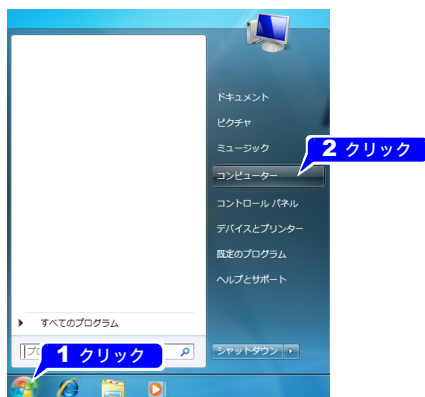 ドキュメント
ピクチャ
ミュージック
2 クリック
コンピューター
コントロール パネル
デバイスとプリンター
既定のプログラム
ヘルプとサポート
すべてのプログラム
1 クリック
シャットダウン